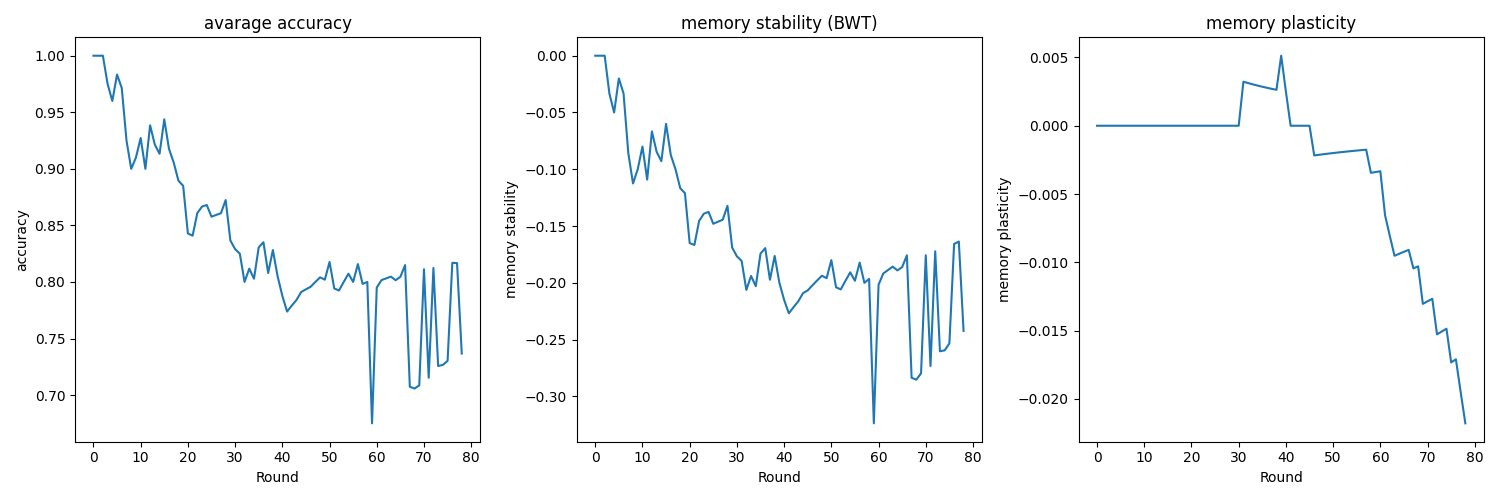 avarage accuracy
accuracy
1.00
0.95
0.90
0.85
0.80
0.75
0.70
0 10 20 30 40 50 60 70 80
Round
memory stability (BWT)
memory stability
0.00
−0.05
−0.10
−0.15
−0.20
−0.25
−0.30
0 10 20 30 40 50 60 70 80
Round
memory plasticity
memory plasticity
0.005
0.000
−0.005
−0.010
−0.015
−0.020
0 10 20 30 40 50 60 70 80
Round